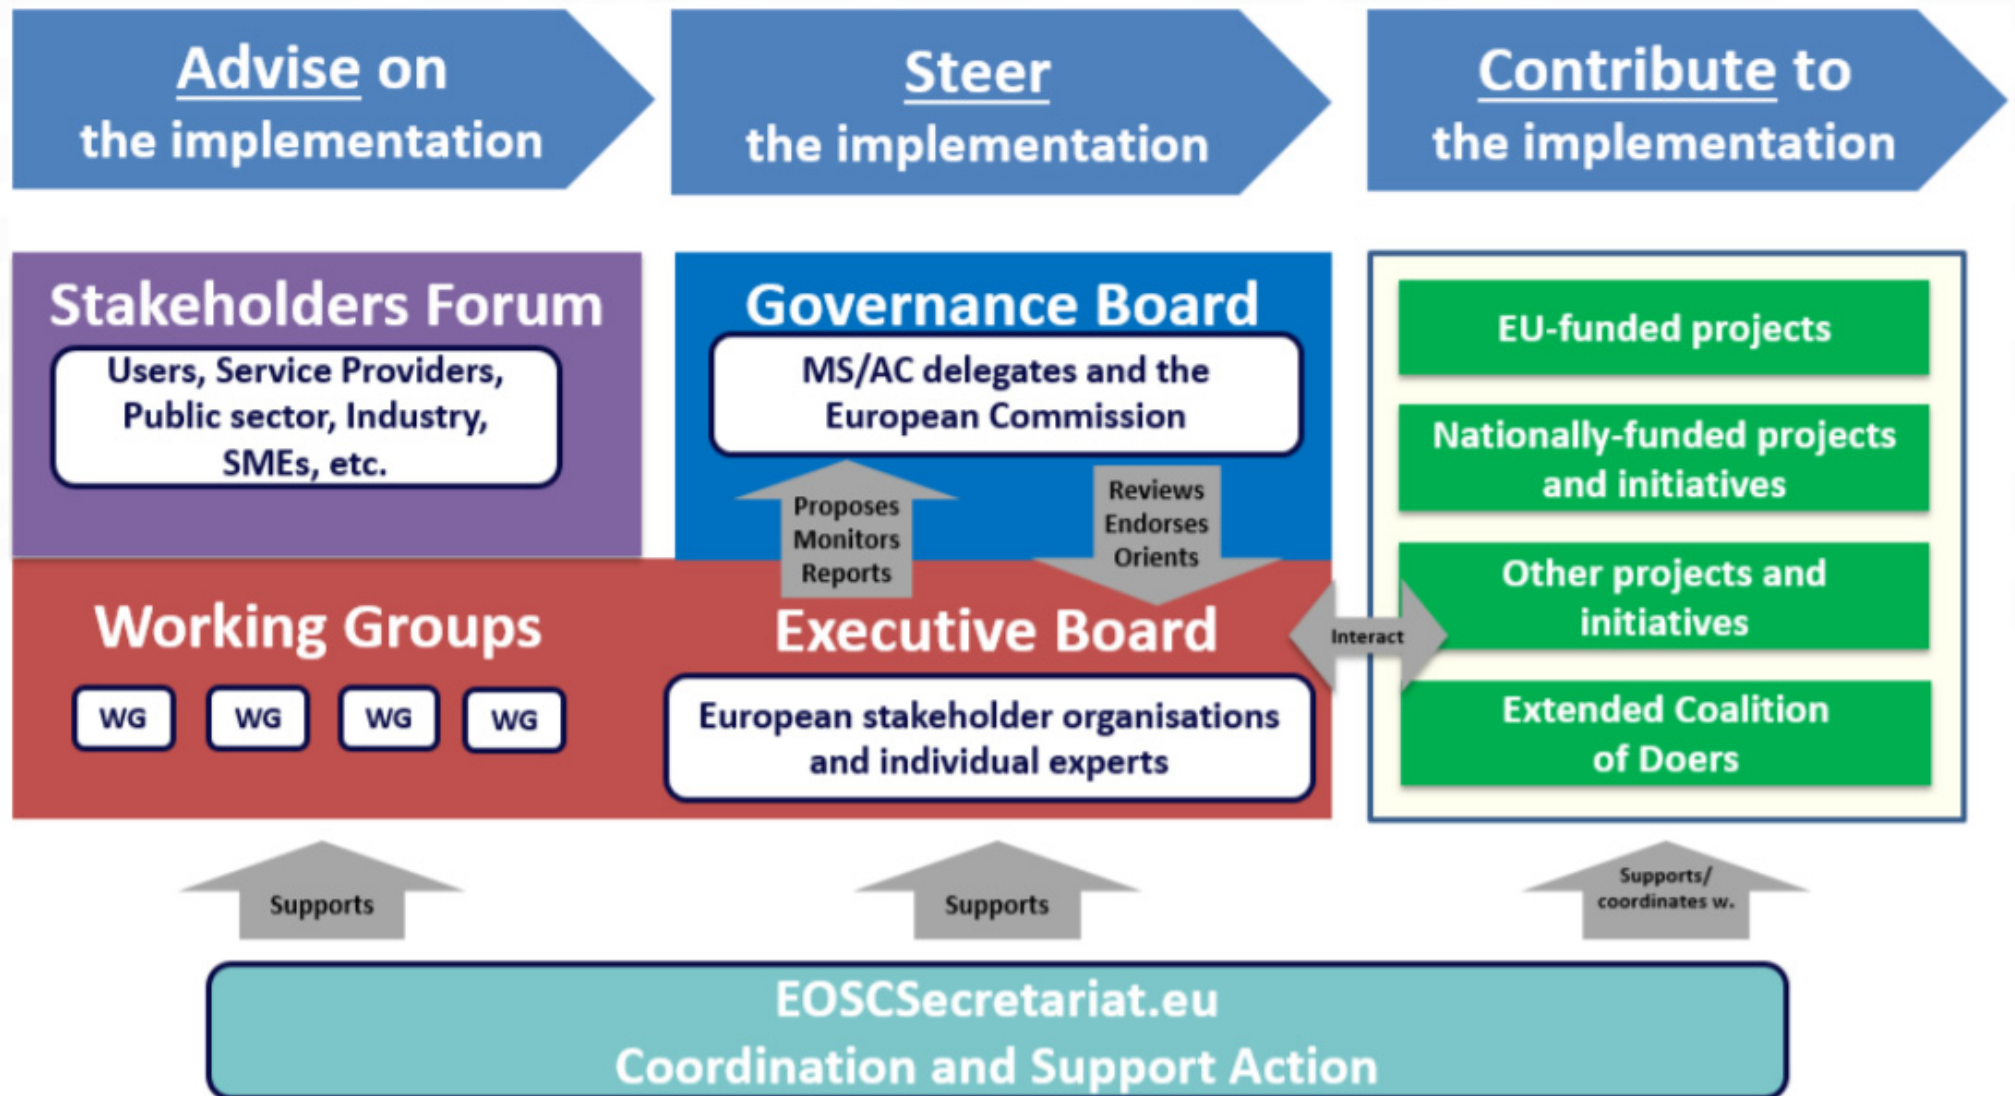 Advise on
the implementation
Steer
the implementation
Contribute to
the implementation
Stakeholders Forum
Users, Service Providers,
Public sector, Industry,
SMEs, etc.
Governance Board
MS/AC delegates and the
European Commission
Proposes
Monitors
Reports
Reviews
Endorses
Orients
EU-funded projects
Nationally-funded projects
and initiatives
Other projects and
initiatives
Extended Coalition
of Doers
Working Groups
WG
WG
WG
WG
Executive Board
European stakeholder organisations
and individual experts
Interact
Supports
Supports
Supports/
coordinates w.
EOSCSecretariat.eu
Coordination and Support Action